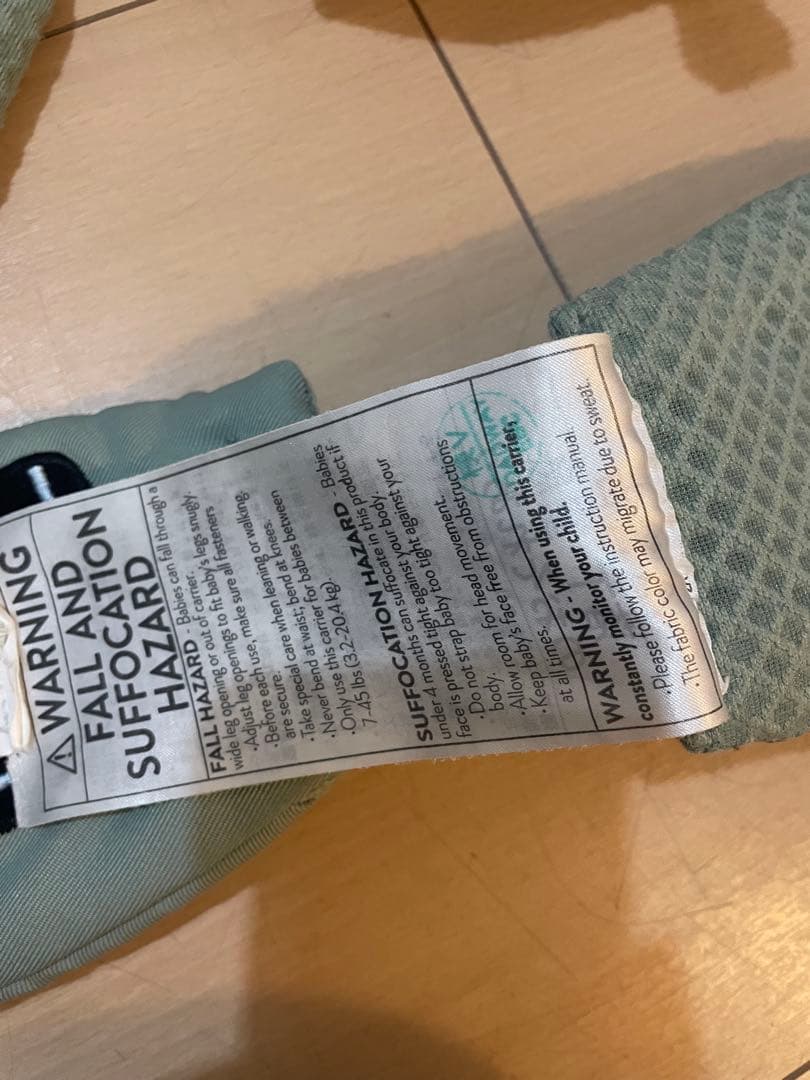 ⚠ WARNING
FALL AND
SUFFOCATION
HAZARD
FALL HAZARD - Babies can fall through a
wide leg opening or out of carrier.
·Adjust leg openings to fit baby's legs snugly.
·Before each use, make sure all fasteners
are secure.
·Take special care when leaning or walking.
·Never bend at waist; bend at knees.
·Only use this carrier for babies between
7-45 lbs (3.2-20.4 kg).
SUFFOCATION HAZARD - Babies
under 4 months can suffocate in this product if
face is pressed tight against your body.
·Do not strap baby too tight against your
body.
·Allow room for head movement.
·Keep baby's face free from obstructions
at all times.
WARNING - When using this carrier,
constantly monitor your child.
·Please follow the instruction manual.
·The fabric color may migrate due to sweat.